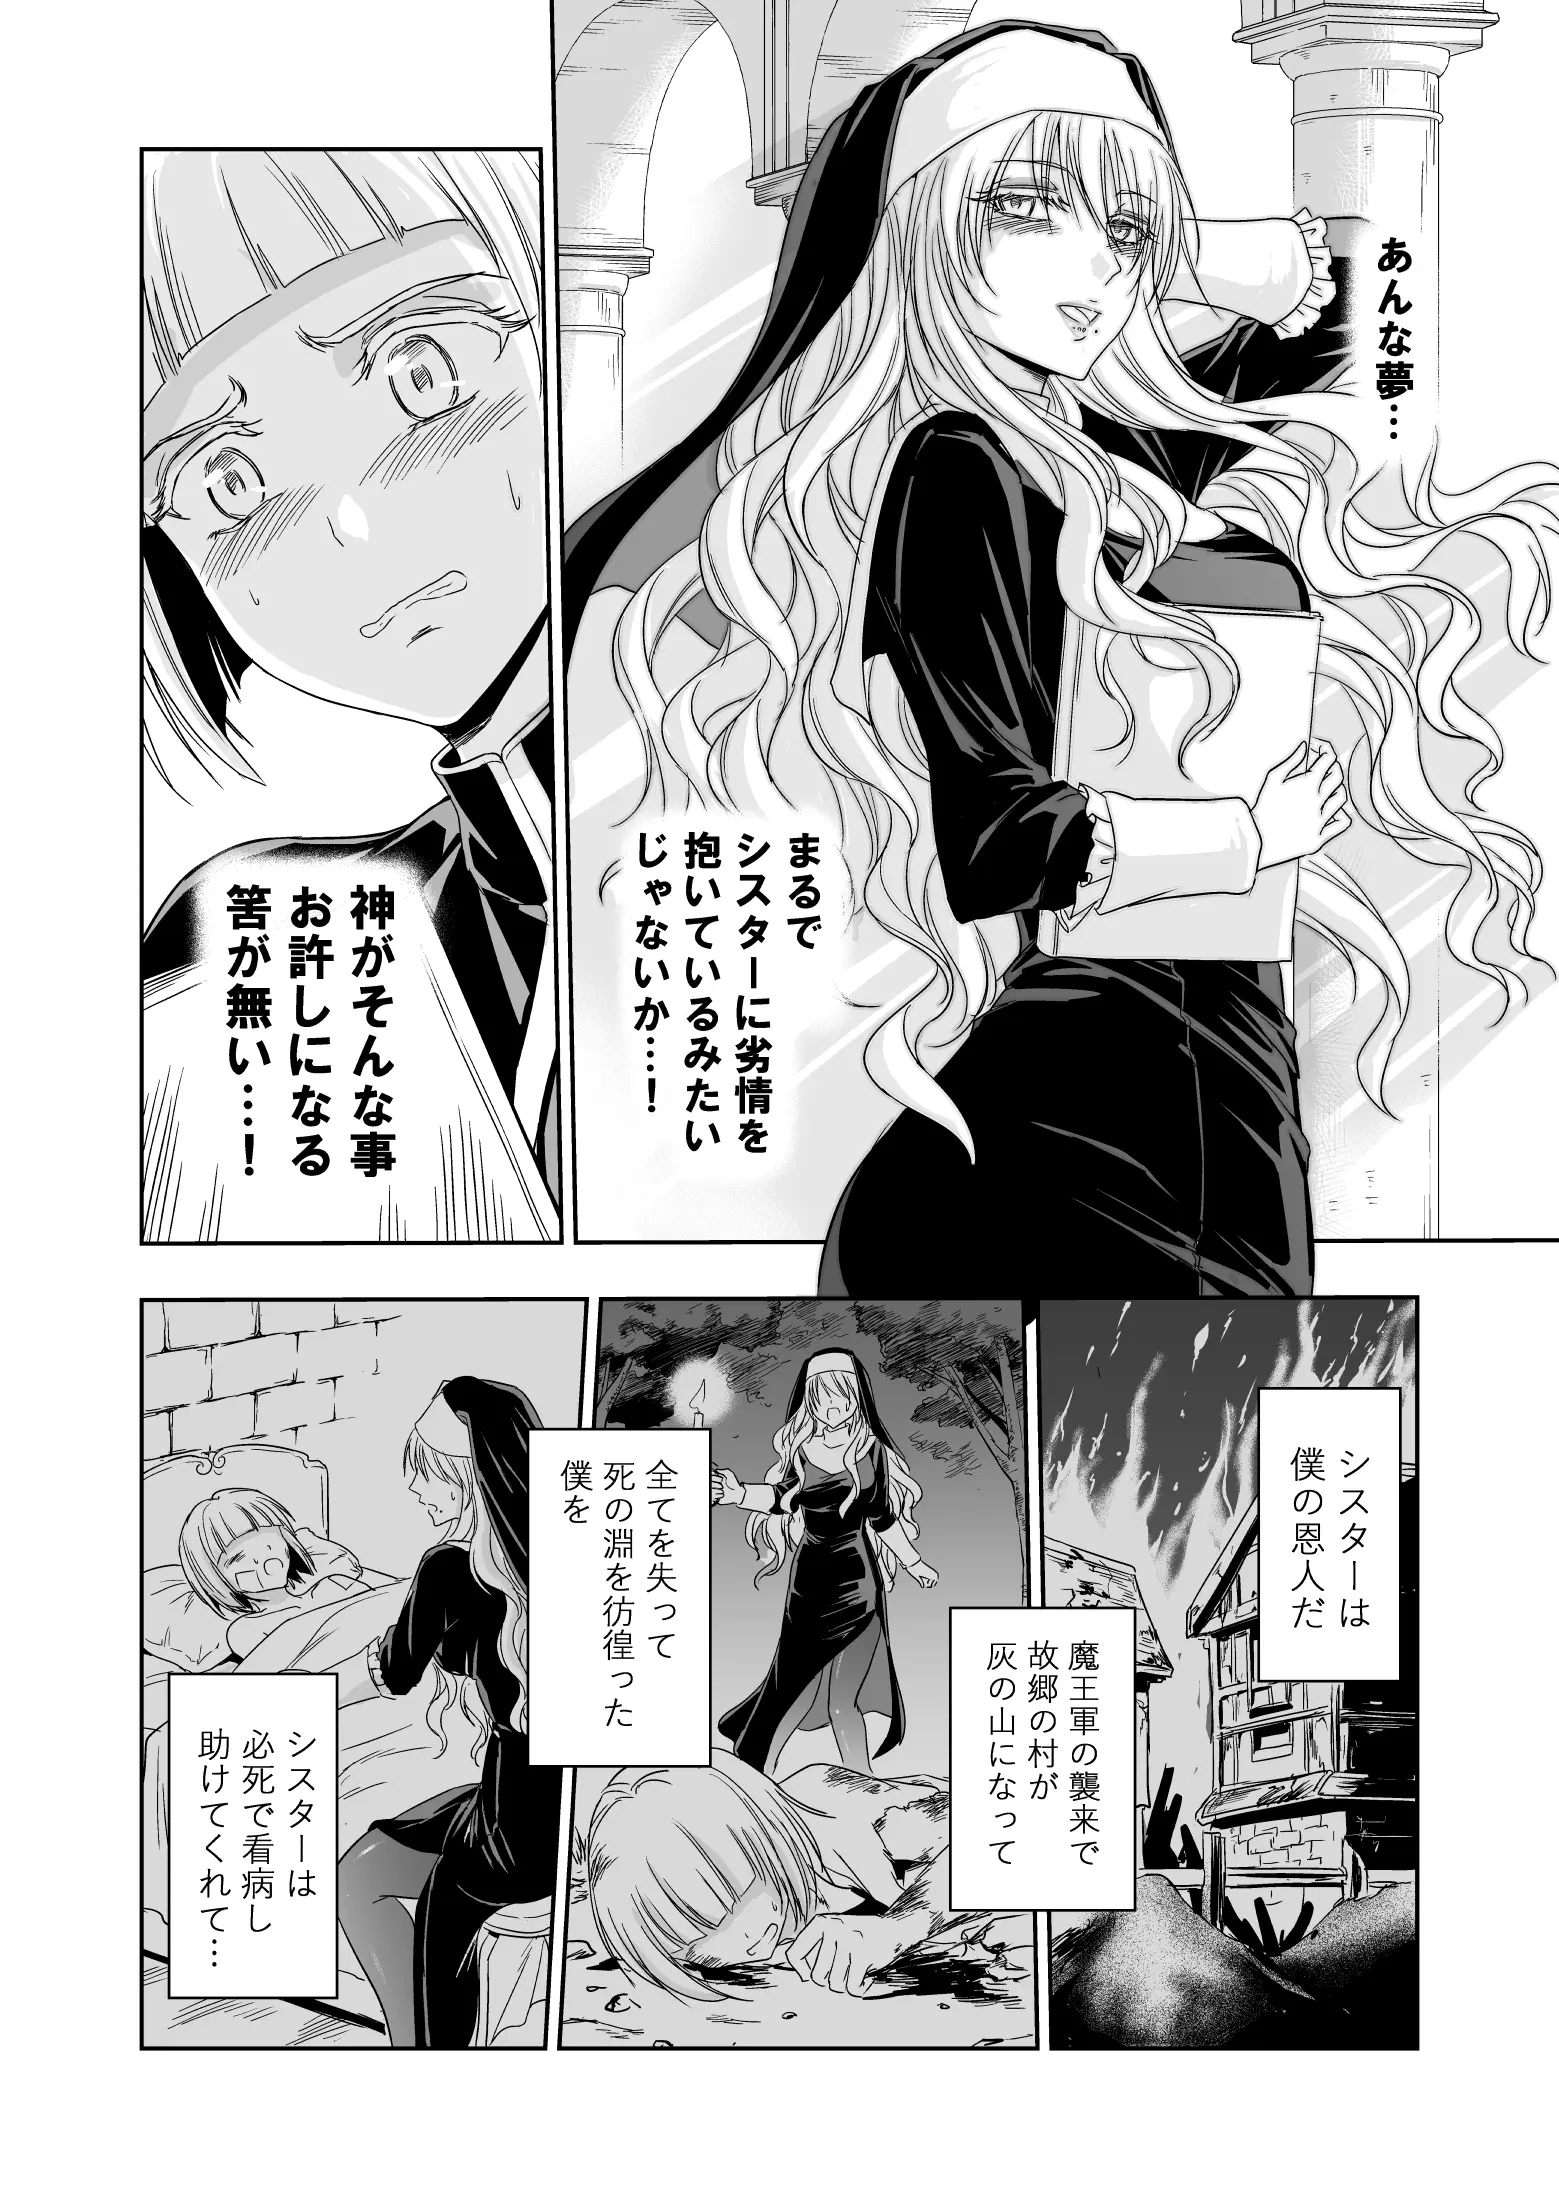 あんな夢…
まるで
シスターに劣情を
抱いているみたい
じゃないか…！
神がそんな事
お許しになる
筈が無い…！
シスターは
僕の恩人だ
魔王軍の襲来で
故郷の村が
灰の山になって
全てを失って
死の淵を彷徨った
僕を
シスターは
必死で看病し
助けてくれて…